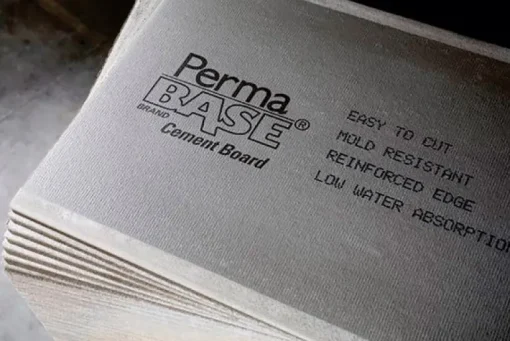 Perma
BASE®
BRAND
Cement Board
EASY TO CUT
MOLD RESISTANT
REINFORCED EDGE
LOW WATER ABSORPTION